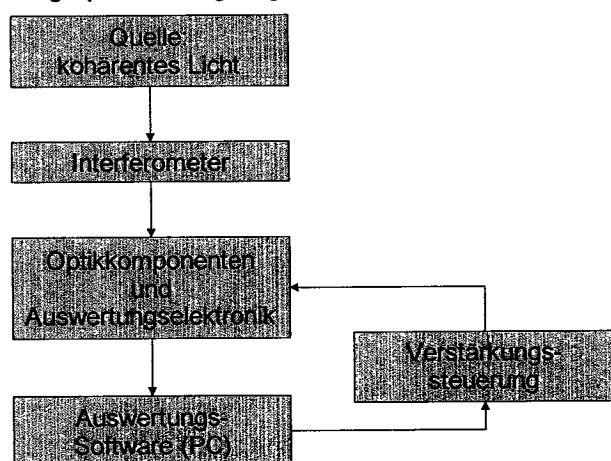 Quelle:
kohärentes Licht
Interferometer
Optikkomponenten
und
Auswertungselektronik
Verstärkungs-
steuerung
Auswertungs-
Software (PC)